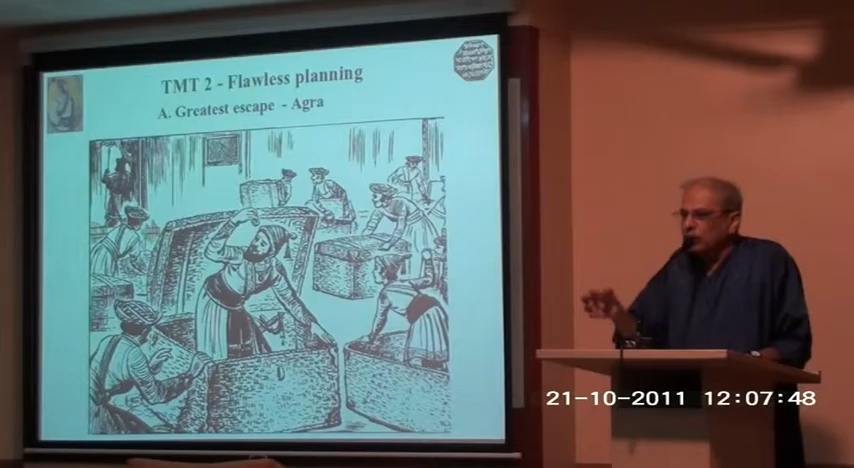 TMT 2 - Flawless planning
A. Greatest escape - Agra
21-10-2011 12:07:48